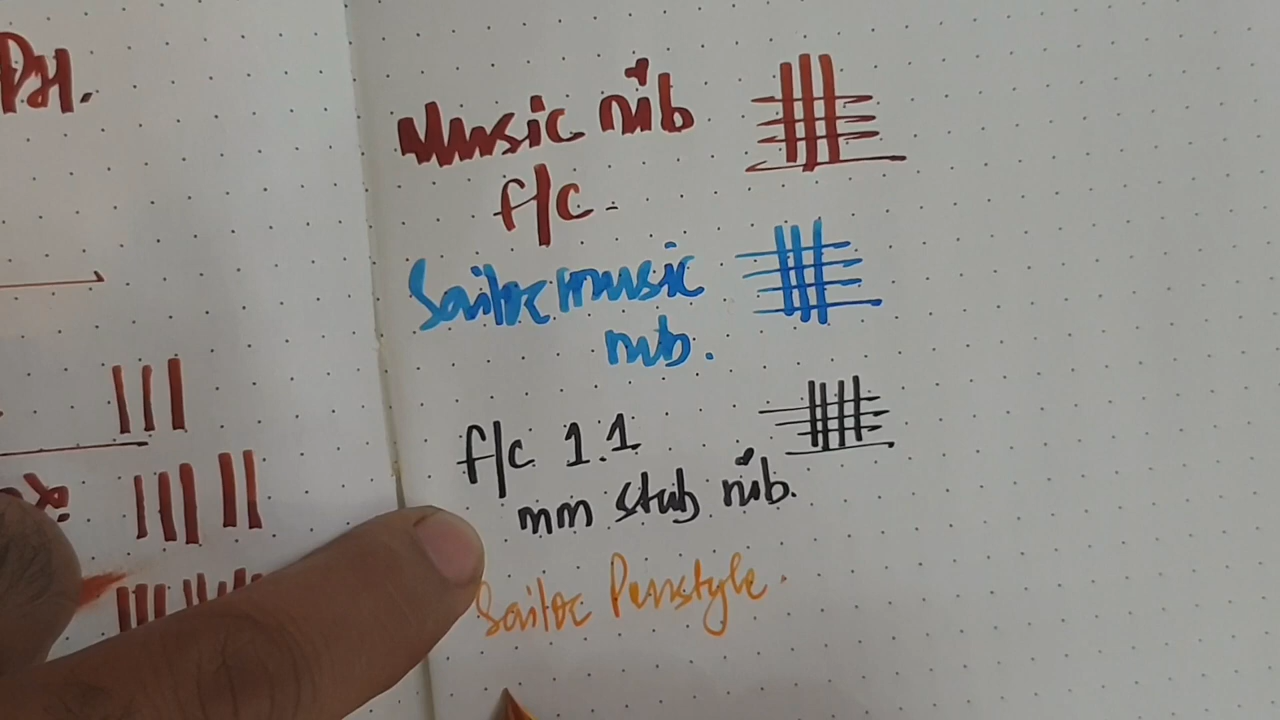 Music nib
f/c.
Sailor music
nib.
f/c 1.1
mm stub nib.
Sailor Penstyle.